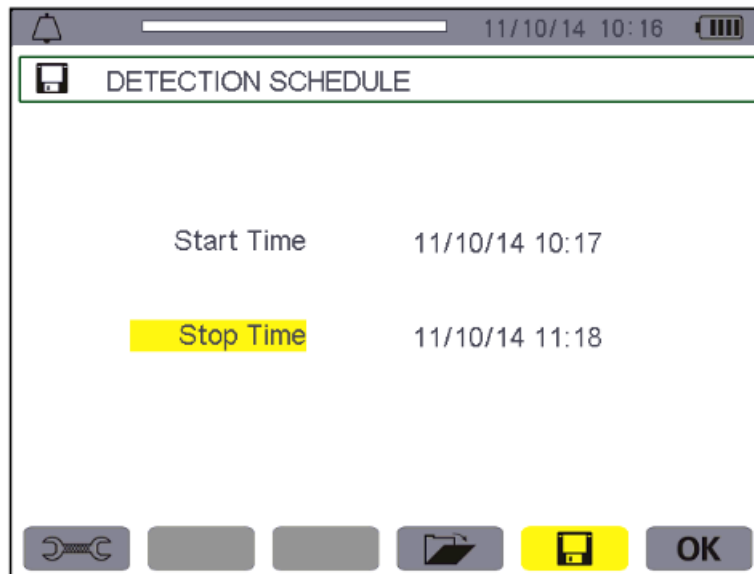 11/10/14 10:16
DETECTION SCHEDULE
Start Time 11/10/14 10:17
Stop Time 11/10/14 11:18
OK